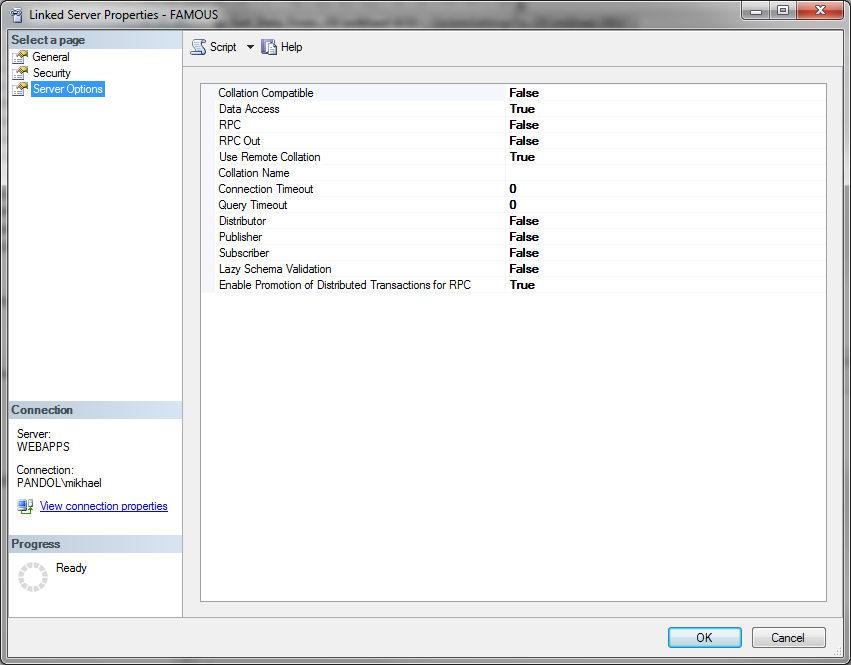 Linked Server Properties - FAMOUS
Select a page
General
Security
Server Options
Script Help
Collation Compatible False
Data Access True
RPC False
RPC Out False
Use Remote Collation True
Collation Name
Connection Timeout 0
Query Timeout 0
Distributor False
Publisher False
Subscriber False
Lazy Schema Validation False
Enable Promotion of Distributed Transactions for RPC True
Connection
Server:
WEBAPPS
Connection:
PANDOL\mikhael
View connection properties
Progress
Ready
OK Cancel